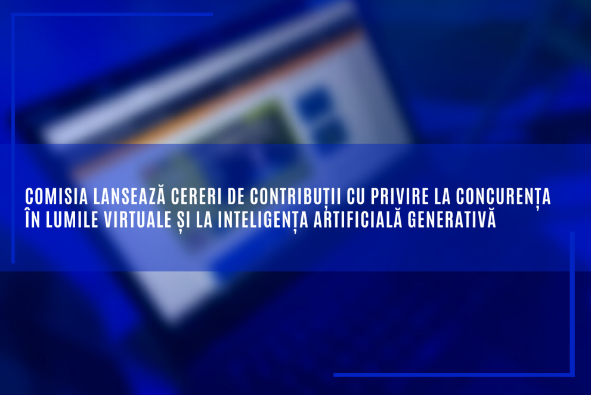 COMISIA LANSEAZĂ CERERI DE CONTRIBUȚII CU PRIVIRE LA CONCURENȚA
ÎN LUMILE VIRTUALE ȘI LA INTELIGENȚA ARTIFICIALĂ GENERATIVĂ